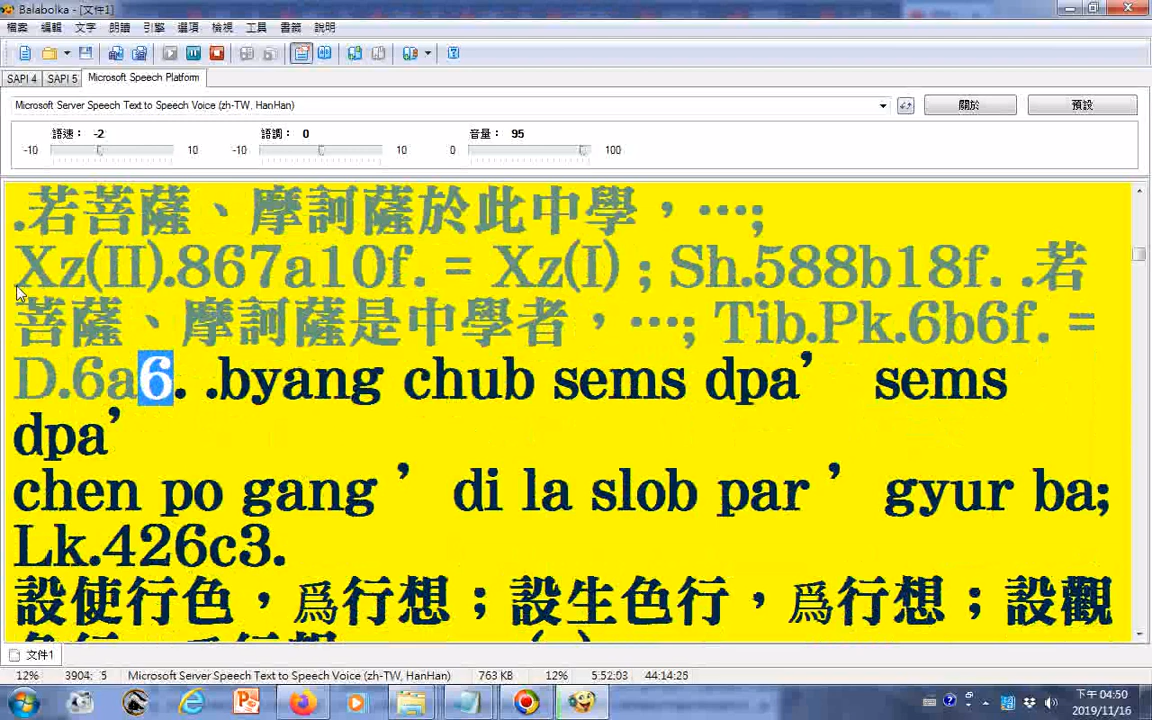 Balabolka - [文件1]
檔案 編輯 文字 朗讀 引擎 選項 檢視 工具 書籤 說明
SAPI 4 SAPI 5 Microsoft Speech Platform
Microsoft Server Speech Text to Speech Voice (zh-TW, HanHan) 關於 預設
語速： -2 語調： 0 音量： 95
-10 10 -10 10 0 100
.若菩薩、摩訶薩於此中學，…;
Xz(II).867a10f. = Xz(I) ; Sh.588b18f. .若
菩薩、摩訶薩是中學者，…; Tib.Pk.6b6f. =
D.6a6. .byang chub sems dpa’ sems
dpa’
chen po gang ’ di la slob par ’ gyur ba;
Lk.426c3.
設使行色，爲行想；設生色行，爲行想；設觀
文件1
12% 3904: 5 Microsoft Server Speech Text to Speech Voice (zh-TW, HanHan) 763 KB 12% 5:52:03 44:14:25
下午 04:50
2019/11/16